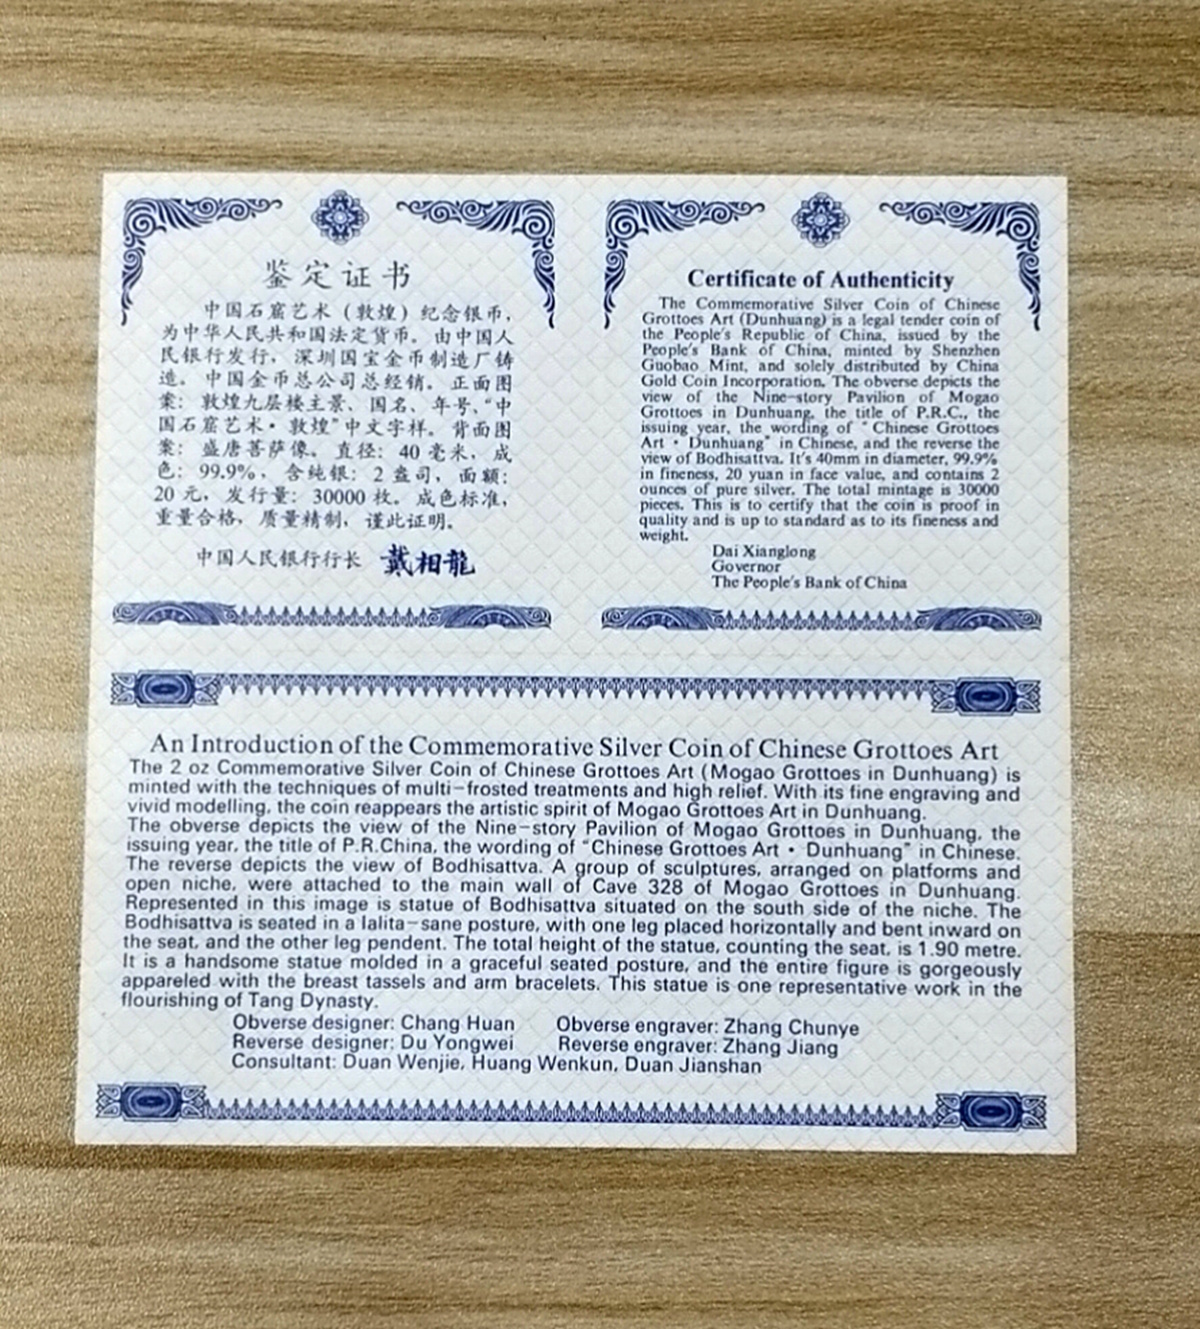 鉴定证书
中国石窟艺术（敦煌）纪念银币，
为中华人民共和国法定货币。由中国人
民银行发行，深圳国宝金币制造厂铸
造。中国金币总公司总经销。正面图
案：敦煌九层楼主景、国名、年号、“中
国石窟艺术·敦煌”中文字样。背面图
案：盛唐菩萨像。直径：40 毫米，成
色：99.9%，含纯银：2 盎司，面额：
20 元，发行量：30000 枚。成色标准，
重量合格，质量精制，谨此证明。
中国人民银行行长 戴相龍
Certificate of Authenticity
The Commemorative Silver Coin of Chinese
Grottoes Art (Dunhuang) is a legal tender coin of
the People's Republic of China, issued by the
People's Bank of China, minted by Shenzhen
Guobao Mint, and solely distributed by China
Gold Coin Incorporation. The obverse depicts the
view of the Nine-story Pavilion of Mogao
Grottoes in Dunhuang, the title of P.R.C., the
issuing year, the wording of "Chinese Grottoes
Art · Dunhuang" in Chinese, and the reverse the
view of Bodhisattva. It's 40mm in diameter, 99.9%
in fineness, 20 yuan in face value, and contains 2
ounces of pure silver. The total mintage is 30000
pieces. This is to certify that the coin is proof in
quality and is up to standard as to its fineness and
weight.
Dai Xianglong
Governor
The People's Bank of China
An Introduction of the Commemorative Silver Coin of Chinese Grottoes Art
The 2 oz Commemorative Silver Coin of Chinese Grottoes Art (Mogao Grottoes in Dunhuang) is
minted with the techniques of multi-frosted treatments and high relief. With its fine engraving and
vivid modelling, the coin reappears the artistic spirit of Mogao Grottoes Art in Dunhuang.
The obverse depicts the view of the Nine-story Pavilion of Mogao Grottoes in Dunhuang, the
issuing year, the title of P.R.China, the wording of "Chinese Grottoes Art · Dunhuang" in Chinese.
The reverse depicts the view of Bodhisattva. A group of sculptures, arranged on platforms and
open niche, were attached to the main wall of Cave 328 of Mogao Grottoes in Dunhuang.
Represented in this image is statue of Bodhisattva situated on the south side of the niche. The
Bodhisattva is seated in a lalita-sane posture, with one leg placed horizontally and bent inward on
the seat, and the other leg pendent. The total height of the statue, counting the seat, is 1.90 metre.
It is a handsome statue molded in a graceful seated posture, and the entire figure is gorgeously
appareled with the breast tassels and arm bracelets. This statue is one representative work in the
flourishing of Tang Dynasty.
Obverse designer: Chang Huan Obverse engraver: Zhang Chunye
Reverse designer: Du Yongwei Reverse engraver: Zhang Jiang
Consultant: Duan Wenjie, Huang Wenkun, Duan Jianshan